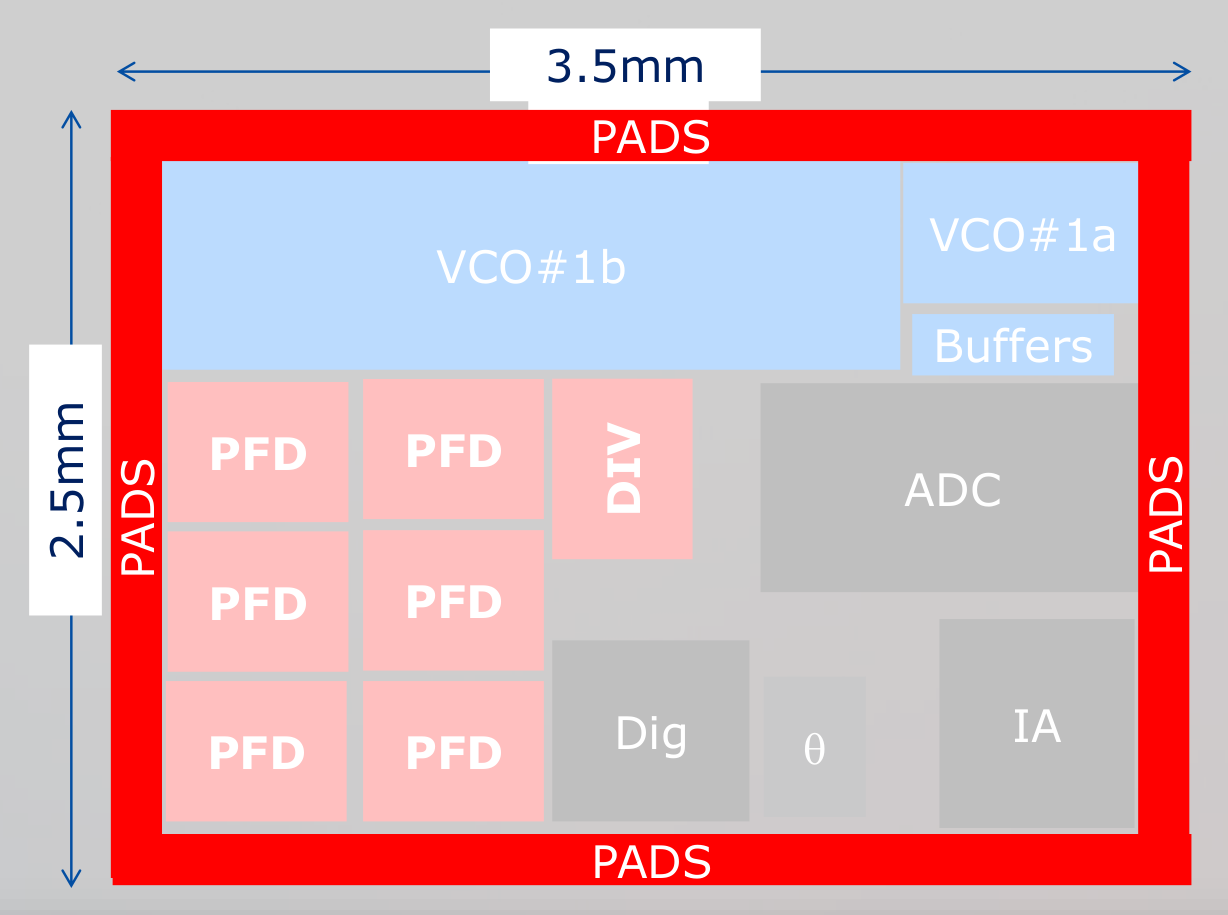 3.5mm
PADS
VCO#1b
VCO#1a
Buffers
2.5mm
PADS
PFD
PFD
DIV
ADC
PADS
PFD
PFD
PFD
PFD
Dig
θ
IA
PADS